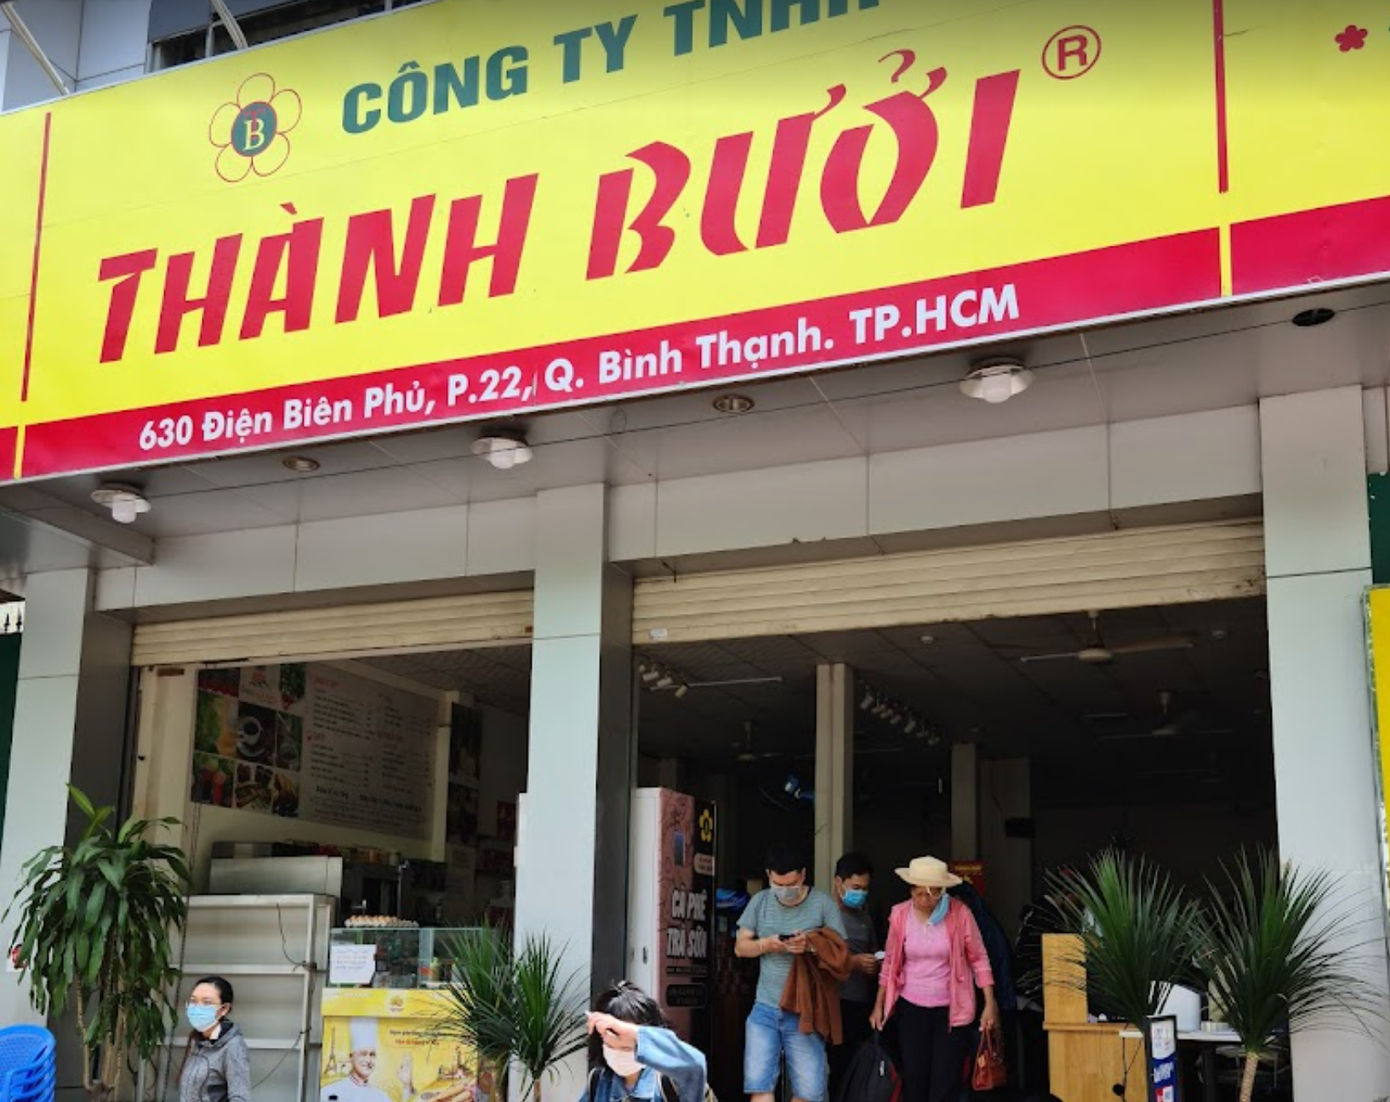 CÔNG TY TNHH
B
THÀNH BƯỞI ®
630 Điện Biên Phủ, P.22, Q. Bình Thạnh. TP.HCM
CÀ PHÊ
TRÀ SỮA